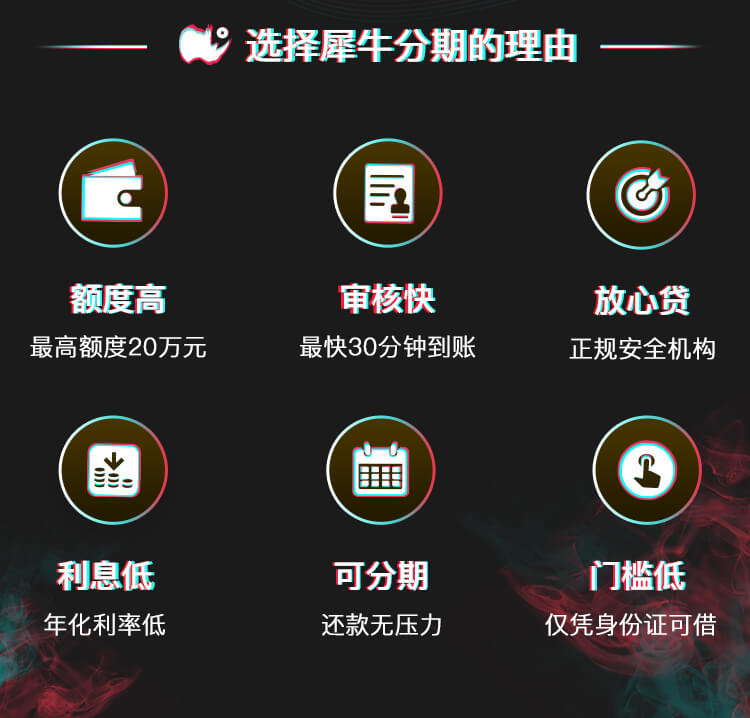 选择犀牛分期的理由
额度高
最高额度20万元
审核快
最快30分钟到账
放心贷
正规安全机构
利息低
年化利率低
可分期
还款无压力
门槛低
仅凭身份证可借